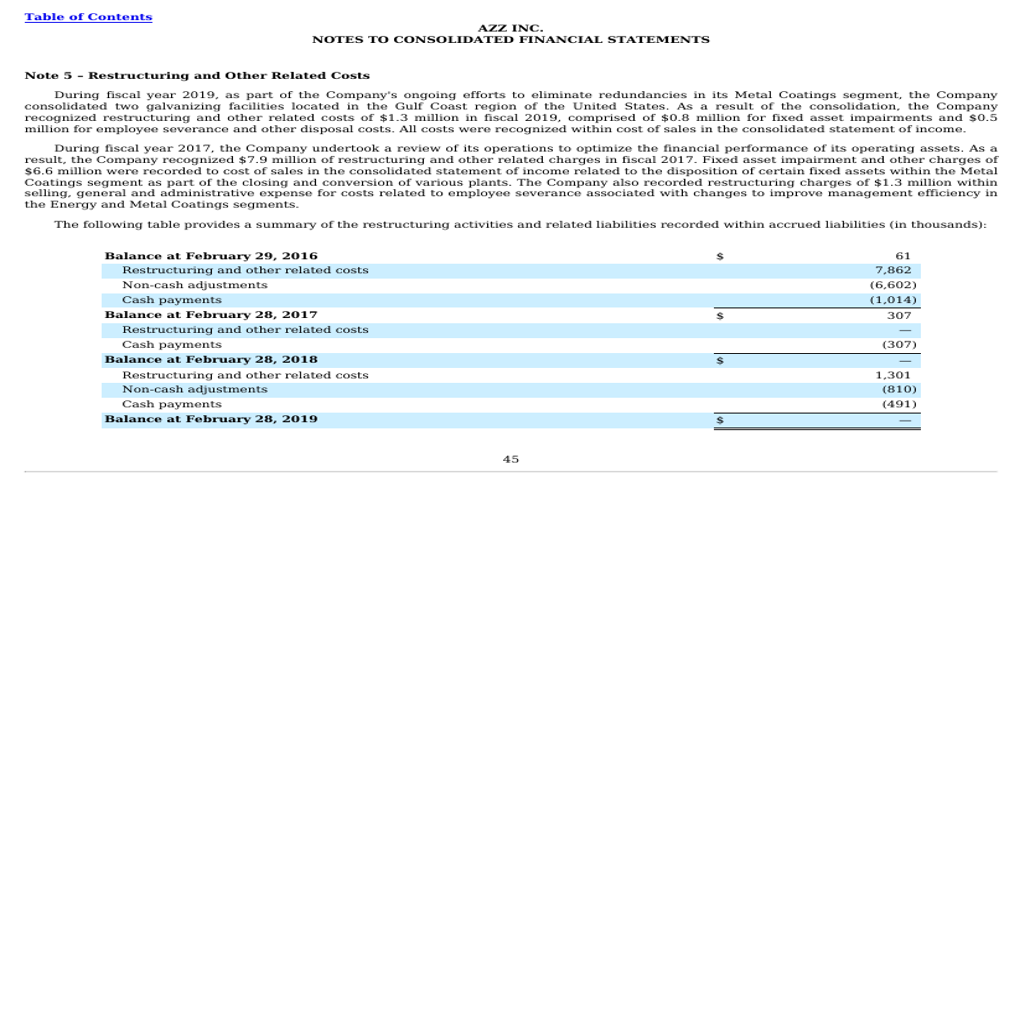 Table of Contents
AZZ INC.
NOTES TO CONSOLIDATED FINANCIAL STATEMENTS
Note 5 – Restructuring and Other Related Costs
During fiscal year 2019, as part of the Company's ongoing efforts to eliminate redundancies in its Metal Coatings segment, the Company
consolidated two galvanizing facilities located in the Gulf Coast region of the United States. As a result of the consolidation, the Company
recognized restructuring and other related costs of $1.3 million in fiscal 2019, comprised of $0.8 million for fixed asset impairments and $0.5
million for employee severance and other disposal costs. All costs were recognized within cost of sales in the consolidated statement of income.
During fiscal year 2017, the Company undertook a review of its operations to optimize the financial performance of its operating assets. As a
result, the Company recognized $7.9 million of restructuring and other related charges in fiscal 2017. Fixed asset impairment and other charges of
$6.6 million were recorded to cost of sales in the consolidated statement of income related to the disposition of certain fixed assets within the Metal
Coatings segment as part of the closing and conversion of various plants. The Company also recorded restructuring charges of $1.3 million within
selling, general and administrative expense for costs related to employee severance associated with changes to improve management efficiency in
the Energy and Metal Coatings segments.
The following table provides a summary of the restructuring activities and related liabilities recorded within accrued liabilities (in thousands):
Balance at February 29, 2016 $ 61
Restructuring and other related costs 7,862
Non-cash adjustments (6,602)
Cash payments (1,014)
Balance at February 28, 2017 $ 307
Restructuring and other related costs —
Cash payments (307)
Balance at February 28, 2018 $ —
Restructuring and other related costs 1,301
Non-cash adjustments (810)
Cash payments (491)
Balance at February 28, 2019 $ —
45